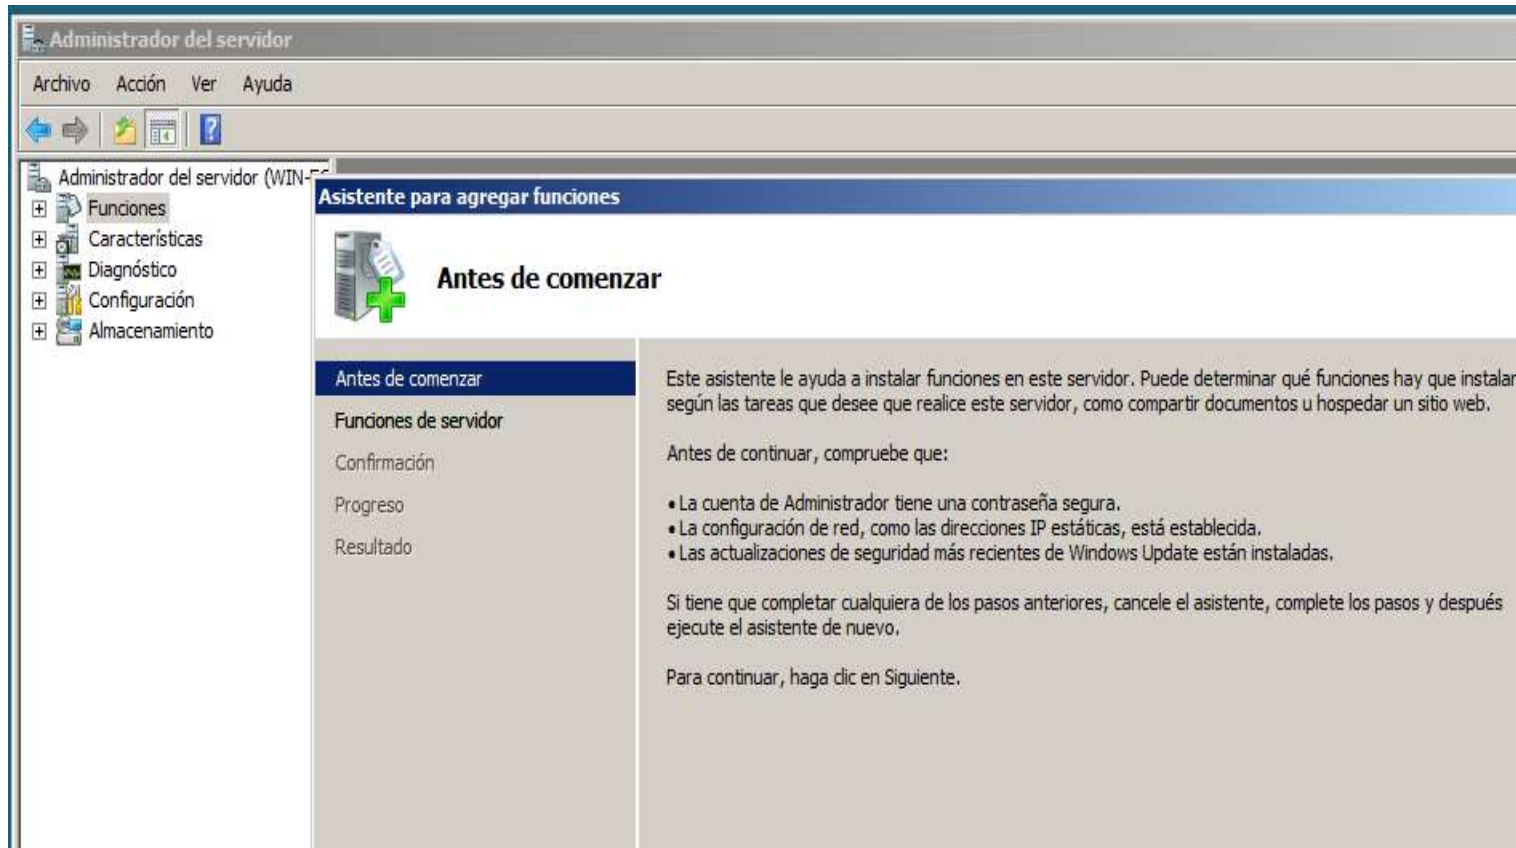 Administrador del servidor
Archivo Acción Ver Ayuda
Administrador del servidor (WIN-
Funciones
Características
Diagnóstico
Configuración
Almacenamiento
Asistente para agregar funciones
Antes de comenzar
Antes de comenzar
Funciones de servidor
Confirmación
Progreso
Resultado
Este asistente le ayuda a instalar funciones en este servidor. Puede determinar qué funciones hay que instalar
según las tareas que desee que realice este servidor, como compartir documentos u hospedar un sitio web.
Antes de continuar, compruebe que:
• La cuenta de Administrador tiene una contraseña segura.
• La configuración de red, como las direcciones IP estáticas, está establecida.
• Las actualizaciones de seguridad más recientes de Windows Update están instaladas.
Si tiene que completar cualquiera de los pasos anteriores, cancele el asistente, complete los pasos y después
ejecute el asistente de nuevo.
Para continuar, haga clic en Siguiente.